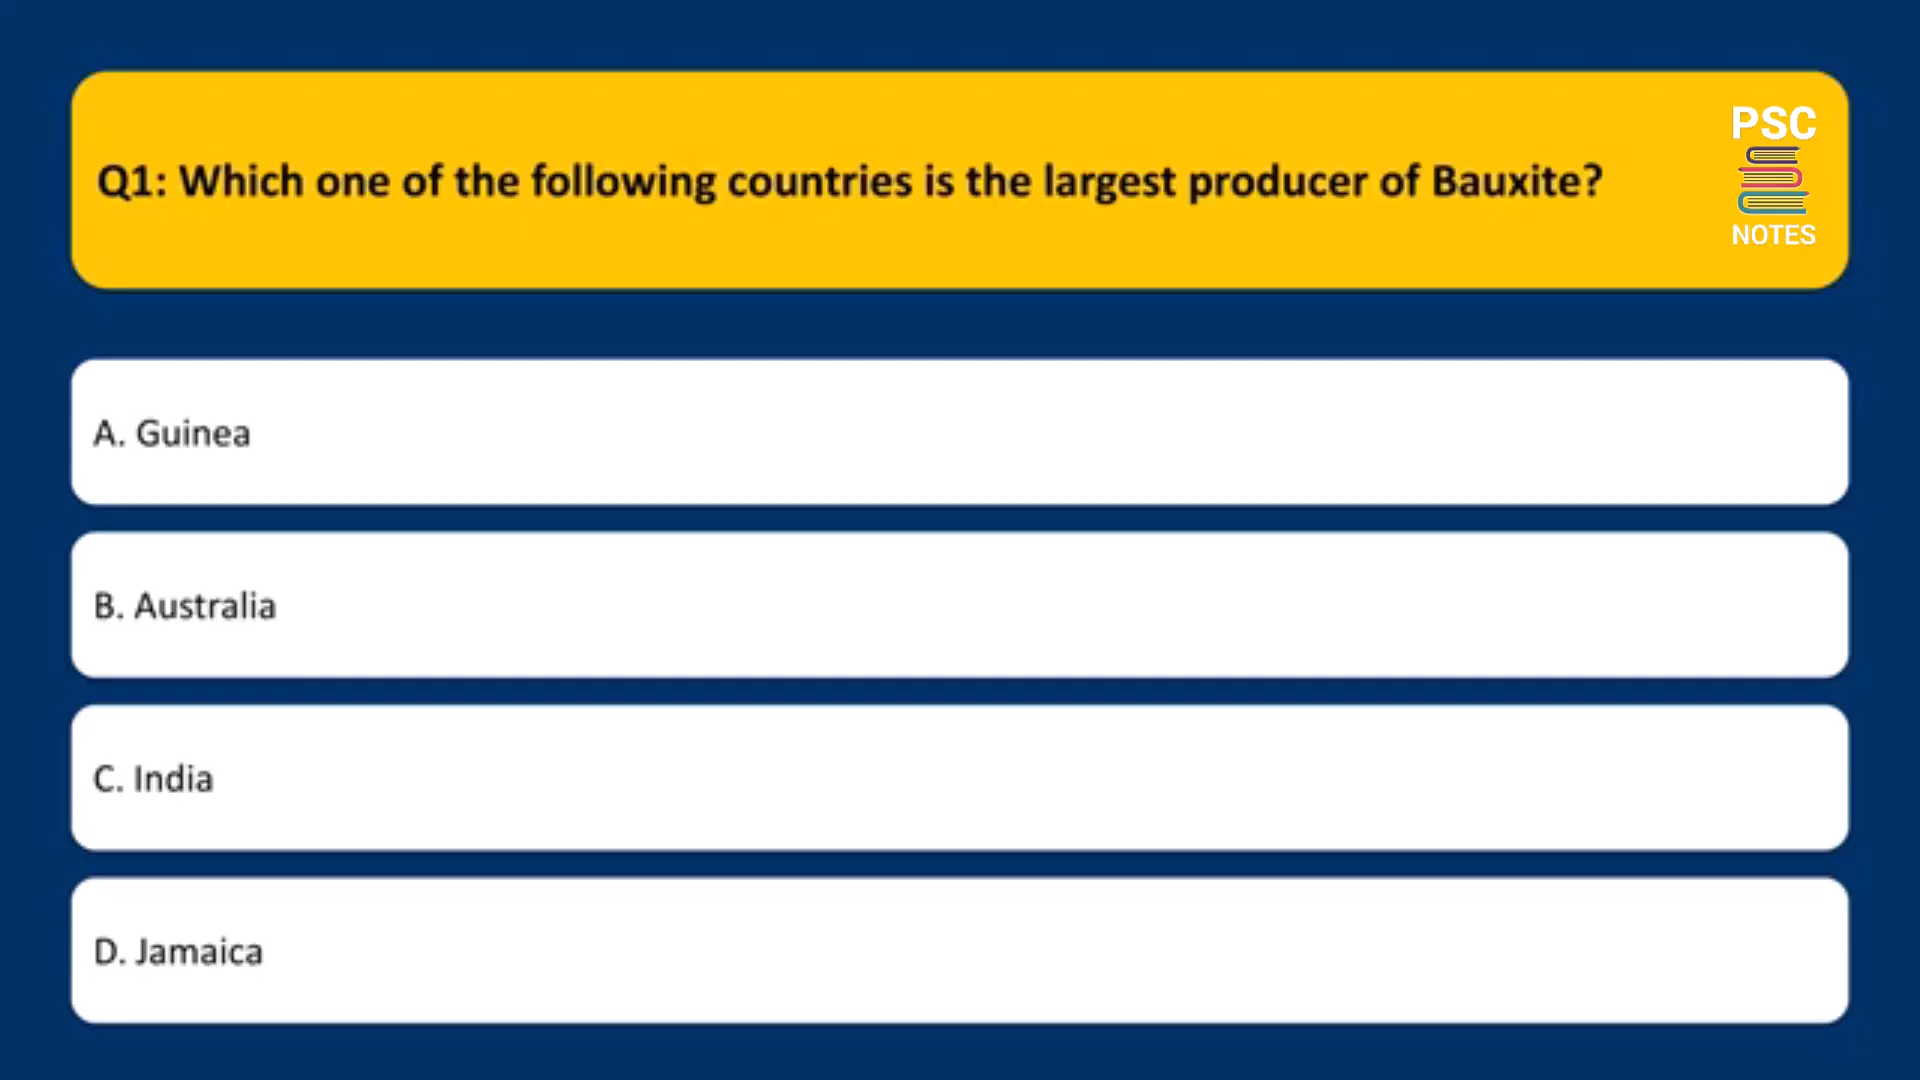 PSC
NOTES
Q1: Which one of the following countries is the largest producer of Bauxite?
A. Guinea
B. Australia
C. India
D. Jamaica